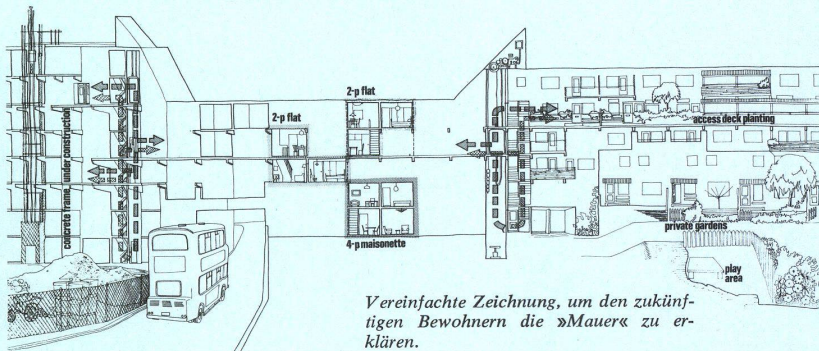 concrete frame under construction
2-p flat
2-p flat
4-p maisonette
access deck planting
private gardens
play
area
Vereinfachte Zeichnung, um den zukünf-
tigen Bewohnern die »Mauer« zu er-
klären.